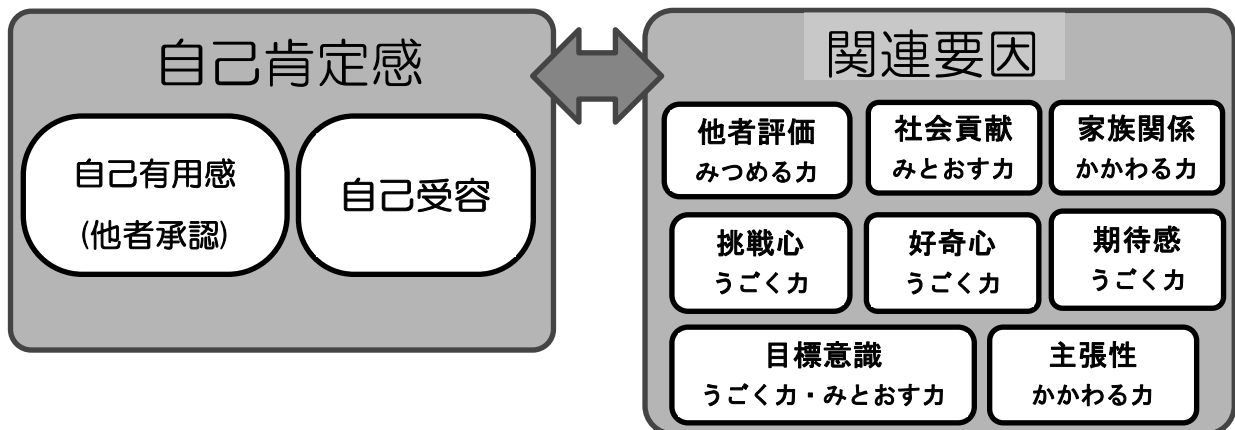 自己肯定感
自己有用感
(他者承認)
自己受容
関連要因
他者評価
みつめる力
社会貢献
みとおす力
家族関係
かかわる力
挑戦心
うごく力
好奇心
うごく力
期待感
うごく力
目標意識
うごく力・みとおす力
主張性
かかわる力